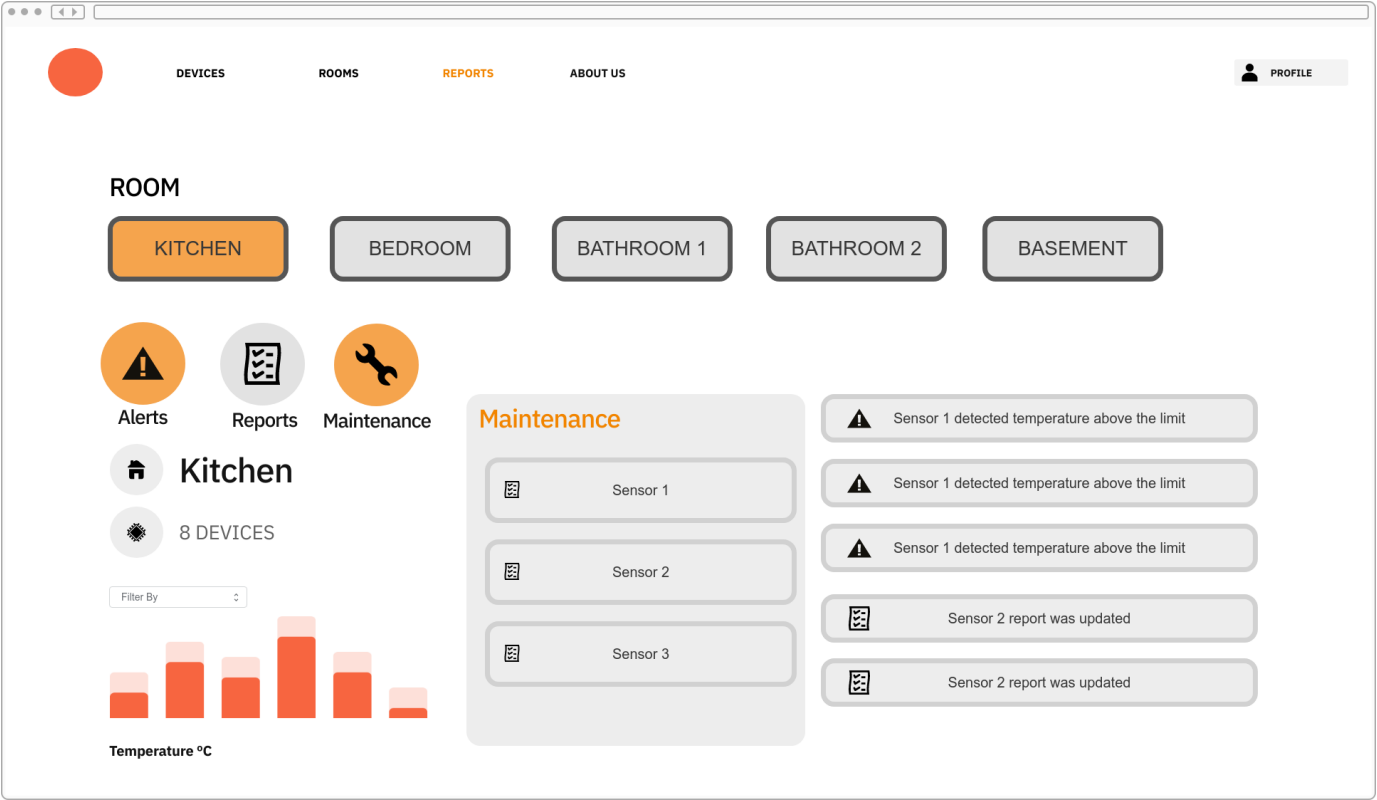 DEVICES
ROOMS
REPORTS
ABOUT US
PROFILE
ROOM
KITCHEN
BEDROOM
BATHROOM 1
BATHROOM 2
BASEMENT
Alerts
Reports
Maintenance
Kitchen
8 DEVICES
Filter By
Temperature ºC
Maintenance
Sensor 1
Sensor 2
Sensor 3
Sensor 1 detected temperature above the limit
Sensor 1 detected temperature above the limit
Sensor 1 detected temperature above the limit
Sensor 2 report was updated
Sensor 2 report was updated